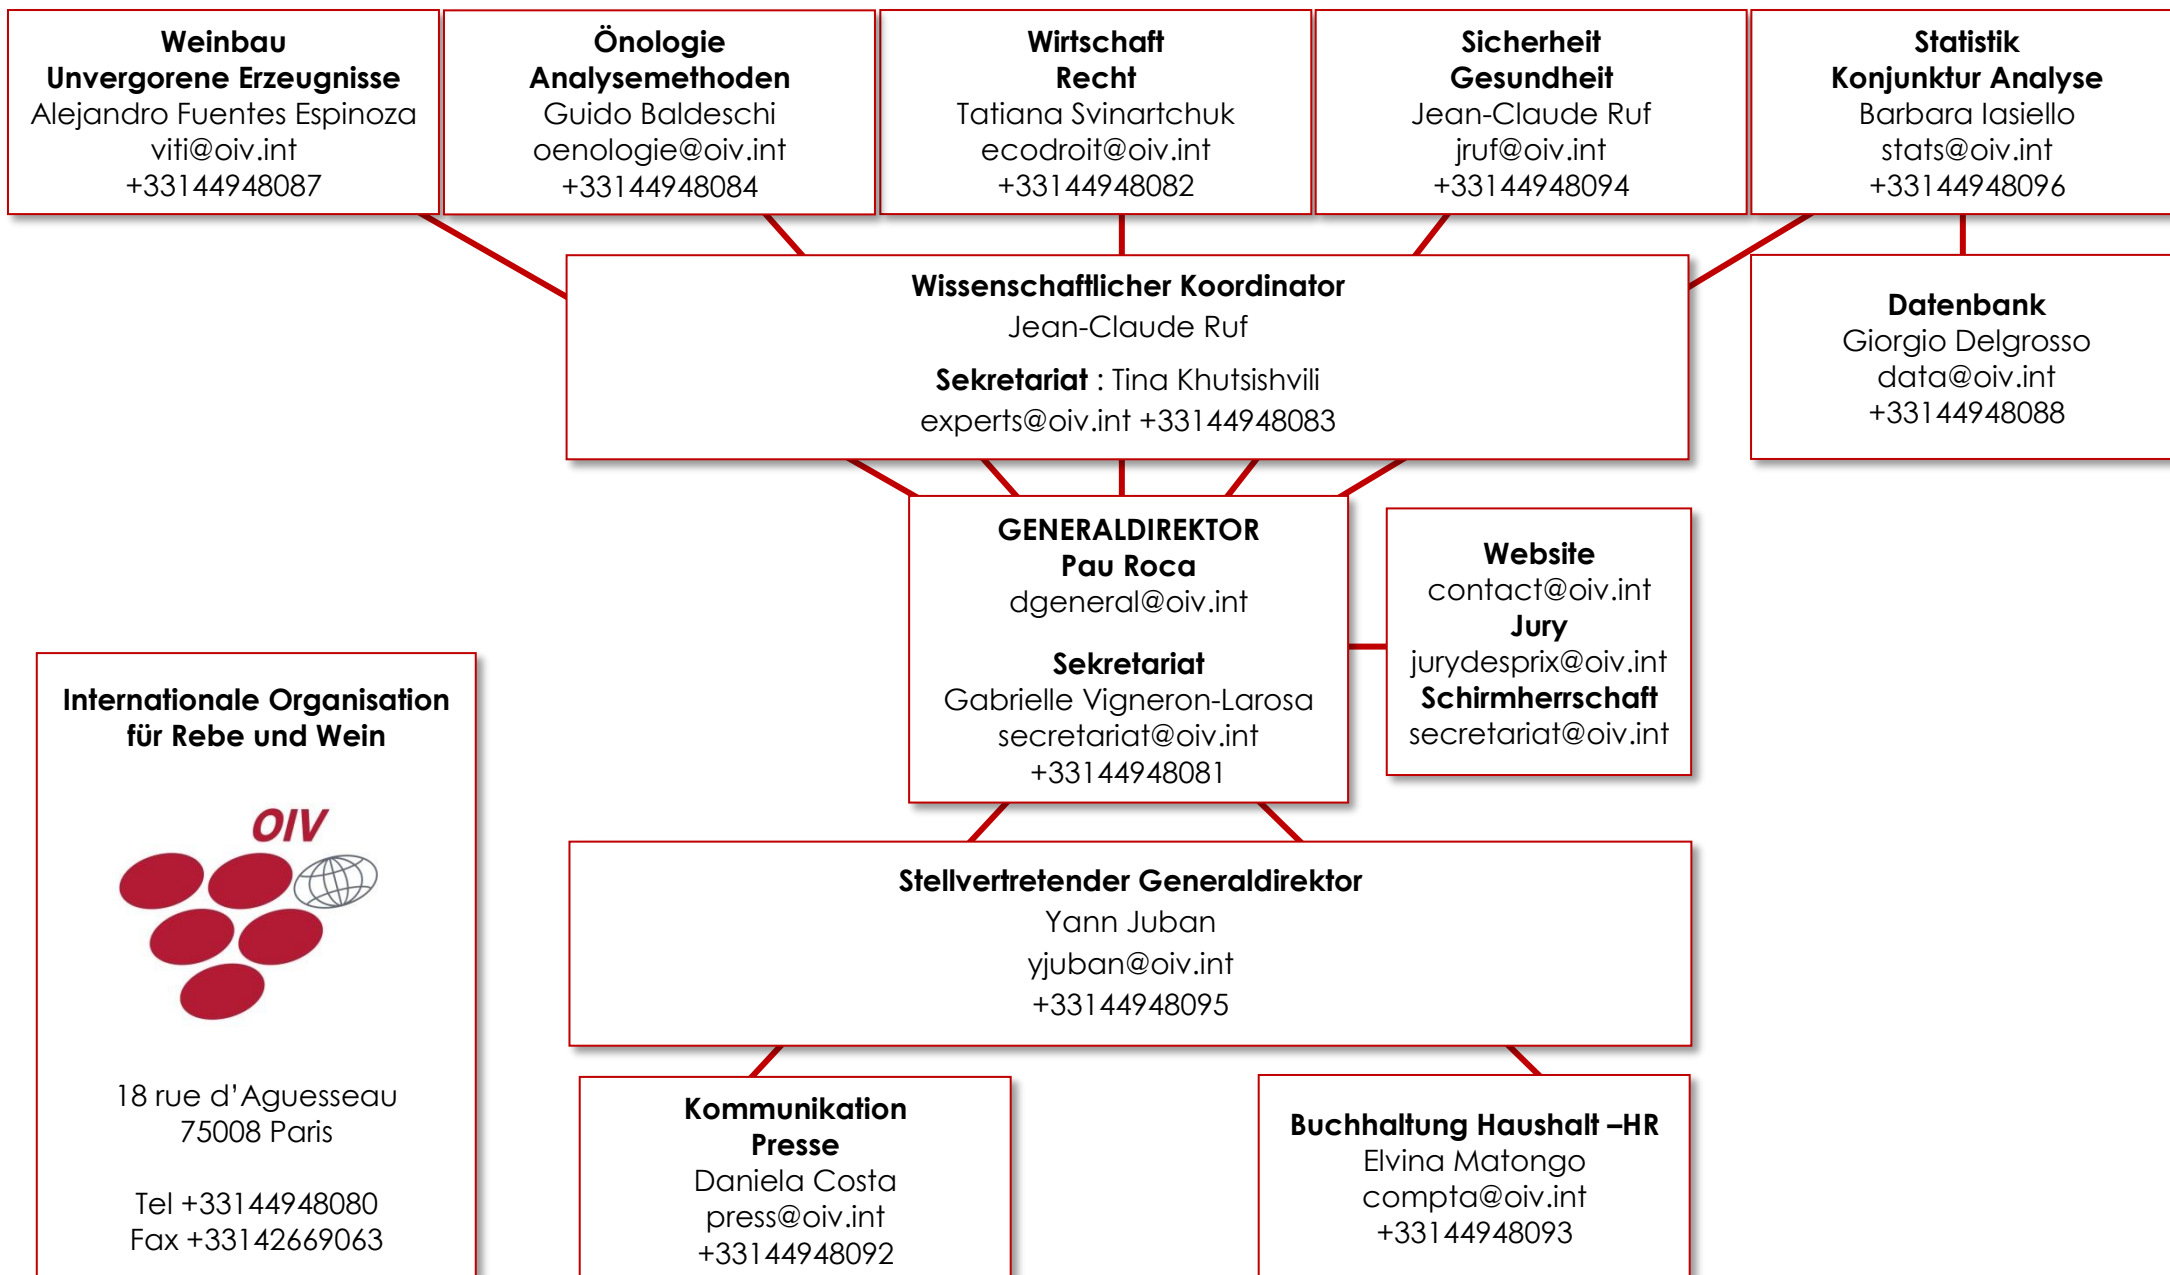 Weinbau
Unvergorene Erzeugnisse
Alejandro Fuentes Espinoza
viti@oiv.int
+33144948087
Önologie
Analysemethoden
Guido Baldeschi
oenologie@oiv.int
+33144948084
Wirtschaft
Recht
Tatiana Svinartchuk
ecodroit@oiv.int
+33144948082
Sicherheit
Gesundheit
Jean-Claude Ruf
jruf@oiv.int
+33144948094
Statistik
Konjunktur Analyse
Barbara Iasiello
stats@oiv.int
+33144948096
Wissenschaftlicher Koordinator
Jean-Claude Ruf
Sekretariat : Tina Khutsishvili
experts@oiv.int +33144948083
Datenbank
Giorgio Delgrosso
data@oiv.int
+33144948088
GENERALDIREKTOR
Pau Roca
dgeneral@oiv.int
Sekretariat
Gabrielle Vigneron-Larosa
secretariat@oiv.int
+33144948081
Website
contact@oiv.int
Jury
jurydesprix@oiv.int
Schirmherrschaft
secretariat@oiv.int
Internationale Organisation
für Rebe und Wein
OIV
18 rue d’Aguesseau
75008 Paris
Tel +33144948080
Fax +33142669063
Stellvertretender Generaldirektor
Yann Juban
yjuban@oiv.int
+33144948095
Kommunikation
Presse
Daniela Costa
press@oiv.int
+33144948092
Buchhaltung Haushalt –HR
Elvina Matongo
compta@oiv.int
+33144948093